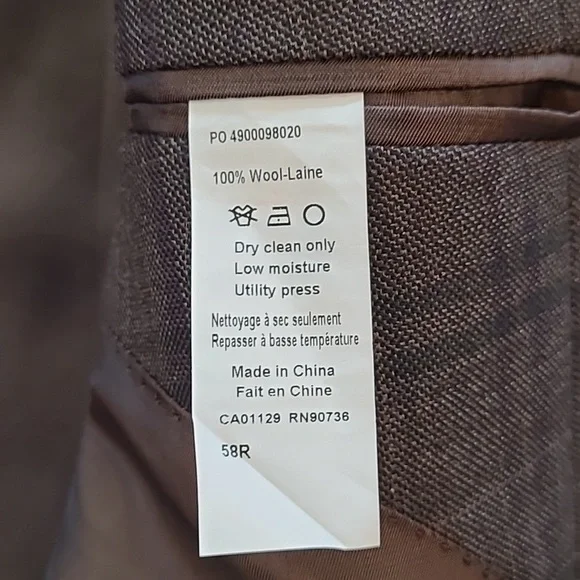 PO 4900098020
100% Wool-Laine
Dry clean only
Low moisture
Utility press
Nettoyage à sec seulement
Repasser à basse température
Made in China
Fait en Chine
CA01129 RN90736
58R